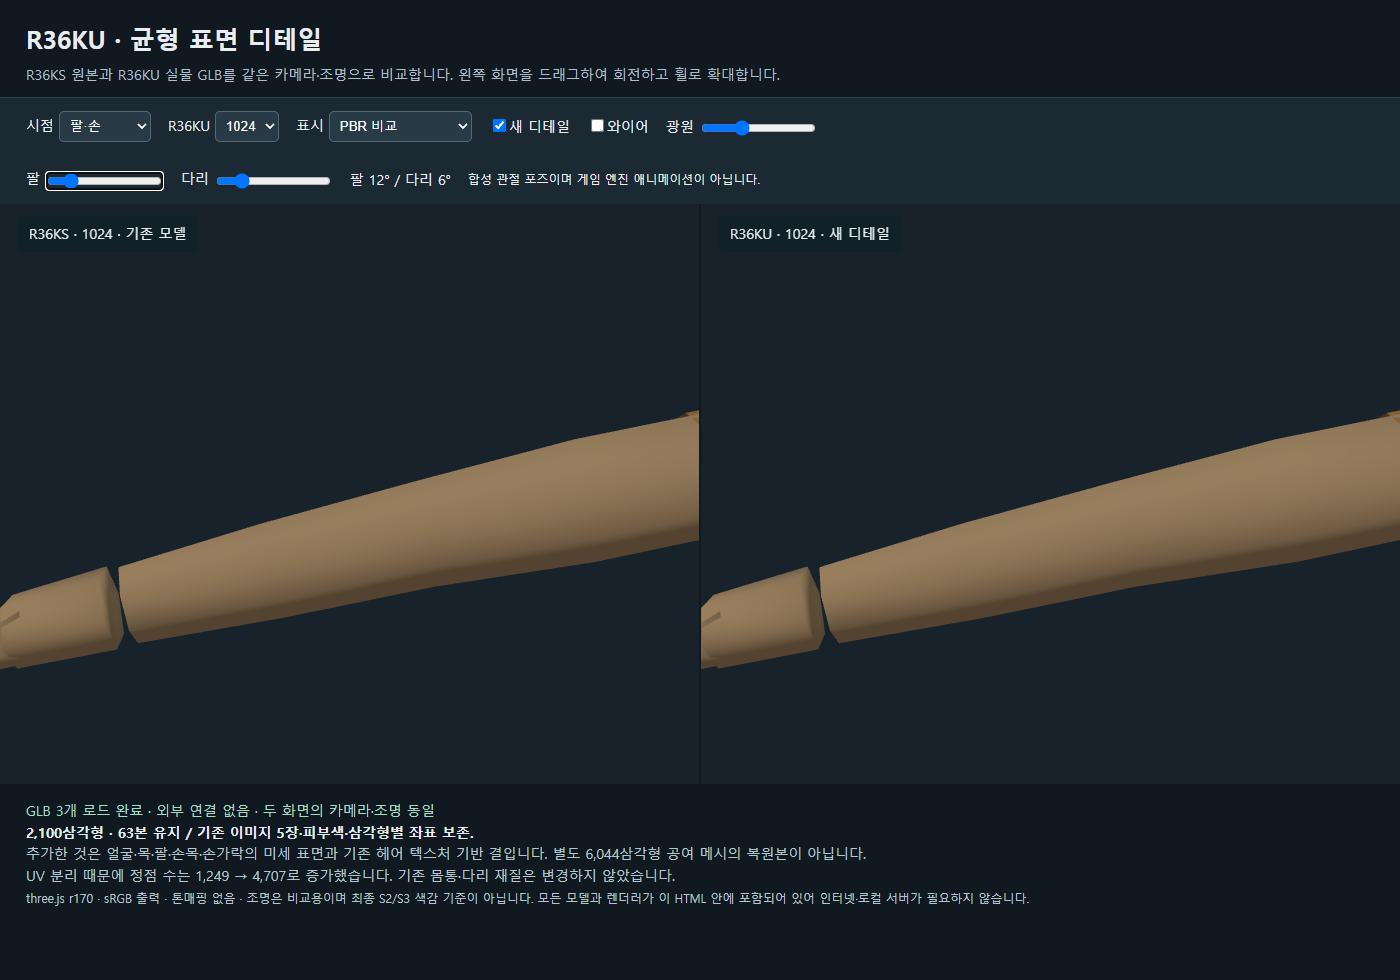 R36KU · 균형 표면 디테일
R36KS 원본과 R36KU 실물 GLB를 같은 카메라·조명으로 비교합니다. 왼쪽 화면을 드래그하여 회전하고 휠로 확대합니다.
시점 팔·손 R36KU 1024 표시 PBR 비교 새 디테일 와이어 광원
팔 다리 팔 12° / 다리 6° 합성 관절 포즈이며 게임 엔진 애니메이션이 아닙니다.
R36KS · 1024 · 기존 모델
R36KU · 1024 · 새 디테일
GLB 3개 로드 완료 · 외부 연결 없음 · 두 화면의 카메라·조명 동일
2,100삼각형 · 63본 유지 / 기존 이미지 5장·피부색·삼각형별 좌표 보존.
추가한 것은 얼굴·목·팔·손목·손가락의 미세 표면과 기존 헤어 텍스처 기반 결입니다. 별도 6,044삼각형 공여 메시의 복원본이 아닙니다.
UV 분리 때문에 정점 수는 1,249 → 4,707로 증가했습니다. 기존 몸통·다리 재질은 변경하지 않았습니다.
three.js r170 · sRGB 출력 · 톤매핑 없음 · 조명은 비교용이며 최종 S2/S3 색감 기준이 아닙니다. 모든 모델과 렌더러가 이 HTML 안에 포함되어 있어 인터넷·로컬 서버가 필요하지 않습니다.